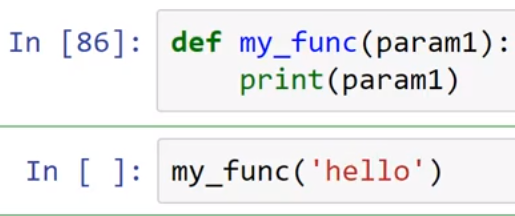 In [86]: def my_func(param1):
print(param1)
In [ ]: my_func('hello')